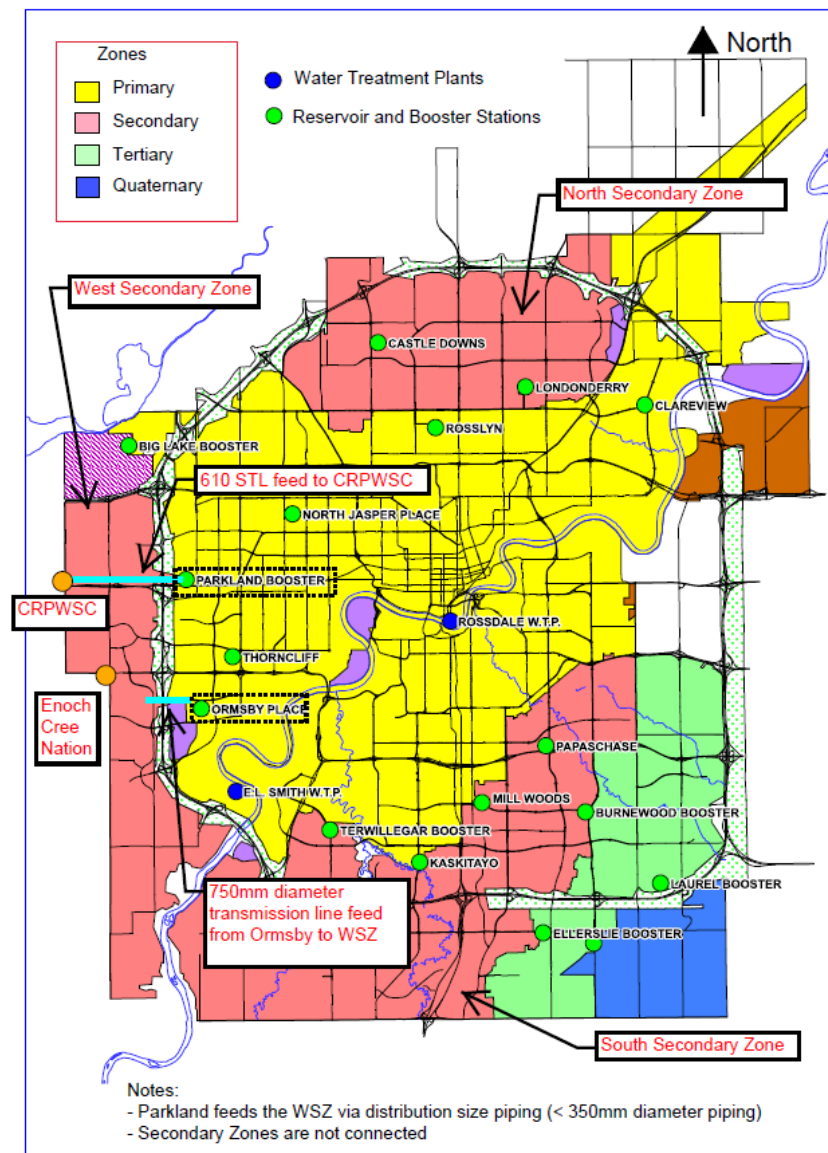 Zones
Primary
Secondary
Tertiary
Quaternary
Water Treatment Plants
Reservoir and Booster Stations
North
North Secondary Zone
West Secondary Zone
CASTLE DOWNS
LONDONDERRY
CLAREVIEW
ROSSLYN
BIG LAKE BOOSTER
610 STL feed to CRPWSC
NORTH JASPER PLACE
PARKLAND BOOSTER
CRPWSC
ROSSDALE W.T.P.
THORNCLIFF
Enoch
Cree
Nation
ORMSBY PLACE
PAPASCHASE
E.L. SMITH W.T.P.
MILL WOODS
BURNEWOOD BOOSTER
TERWILLEGAR BOOSTER
KASKITAYO
LAUREL BOOSTER
750mm diameter
transmission line feed
from Ormsby to WSZ
ELLERSLIE BOOSTER
South Secondary Zone
Notes:
- Parkland feeds the WSZ via distribution size piping (< 350mm diameter piping)
- Secondary Zones are not connected